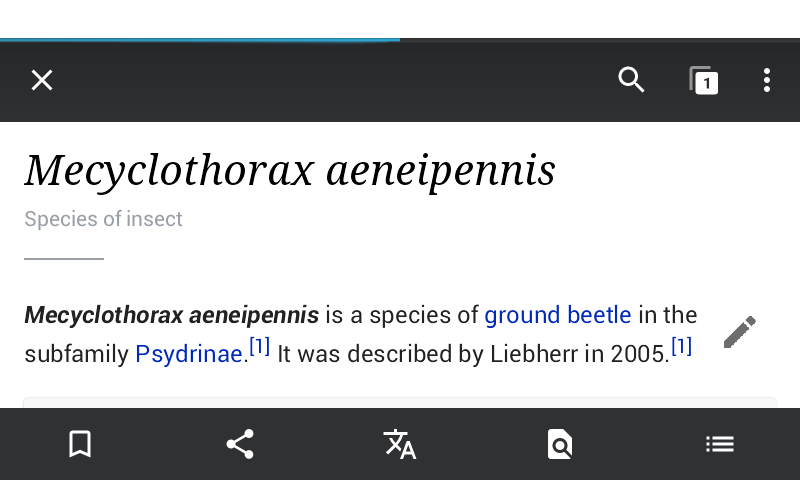 1
Mecyclothorax aeneipennis
Species of insect
Mecyclothorax aeneipennis is a species of ground beetle in the
subfamily Psydrinae.[1] It was described by Liebherr in 2005.[1]